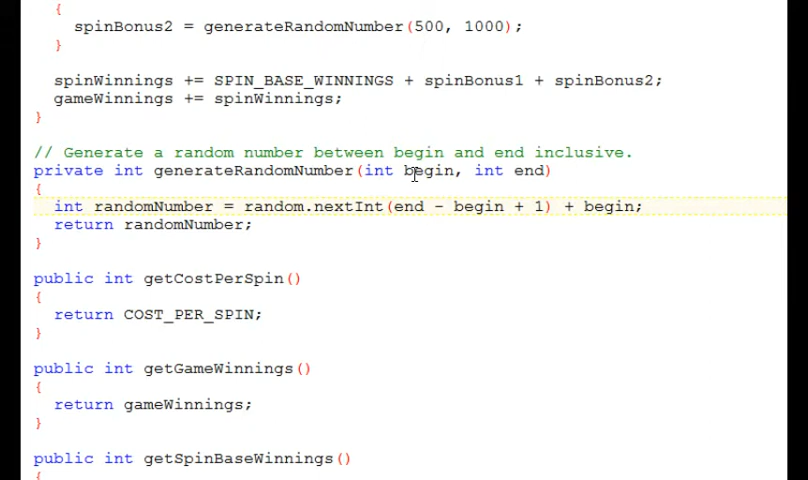 {
spinBonus2 = generateRandomNumber(500, 1000);
}
spinWinnings += SPIN_BASE_WINNINGS + spinBonus1 + spinBonus2;
gameWinnings += spinWinnings;
}
// Generate a random number between begin and end inclusive.
private int generateRandomNumber(int begin, int end)
{
int randomNumber = random.nextInt(end - begin + 1) + begin;
return randomNumber;
}
public int getCostPerSpin()
{
return COST_PER_SPIN;
}
public int getGameWinnings()
{
return gameWinnings;
}
public int getSpinBaseWinnings()
{